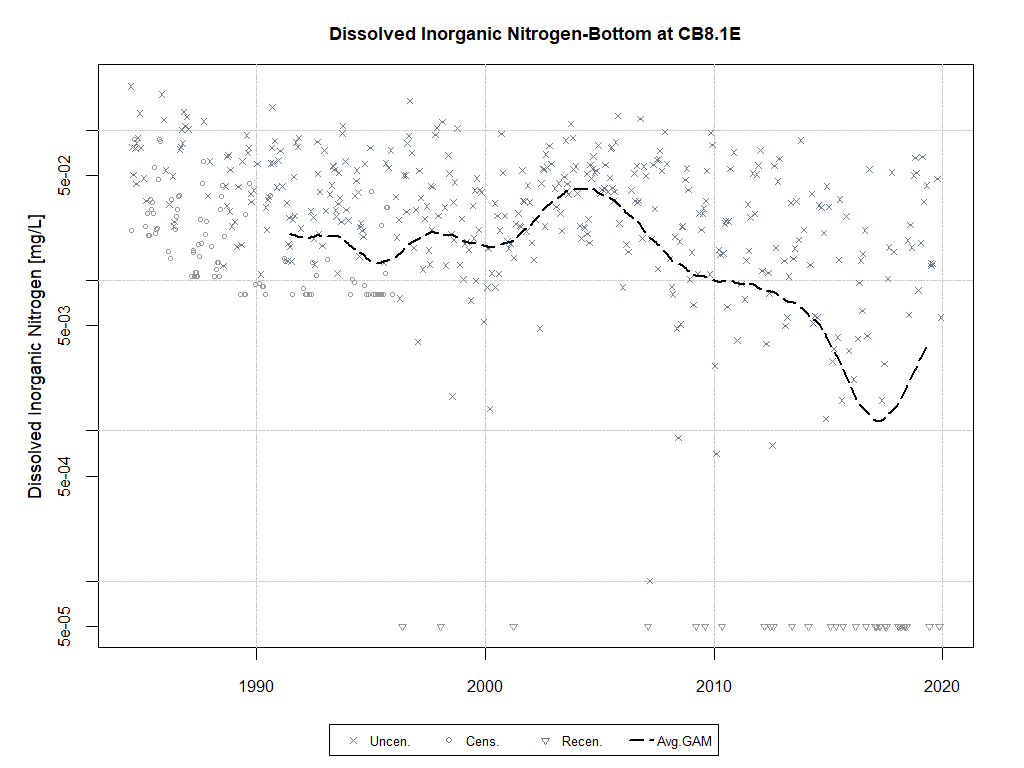 Dissolved Inorganic Nitrogen-Bottom at CB8.1E
Dissolved Inorganic Nitrogen [mg/L]
5e-02
5e-03
5e-04
5e-05
1990 2000 2010 2020
Uncen. Cens. Recen. Avg.GAM